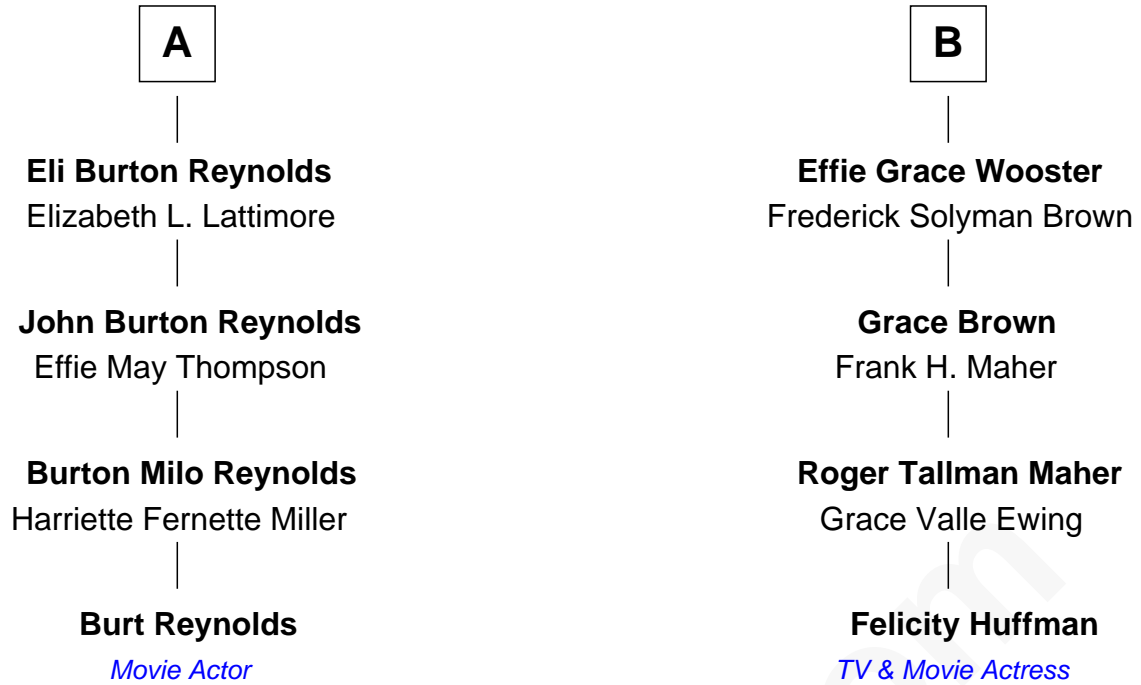 A
Eli Burton Reynolds
Elizabeth L. Lattimore
John Burton Reynolds
Effie May Thompson
Burton Milo Reynolds
Harriette Fernette Miller
Burt Reynolds
Movie Actor
B
Effie Grace Wooster
Frederick Solyman Brown
Grace Brown
Frank H. Maher
Roger Tallman Maher
Grace Valle Ewing
Felicity Huffman
TV & Movie Actress